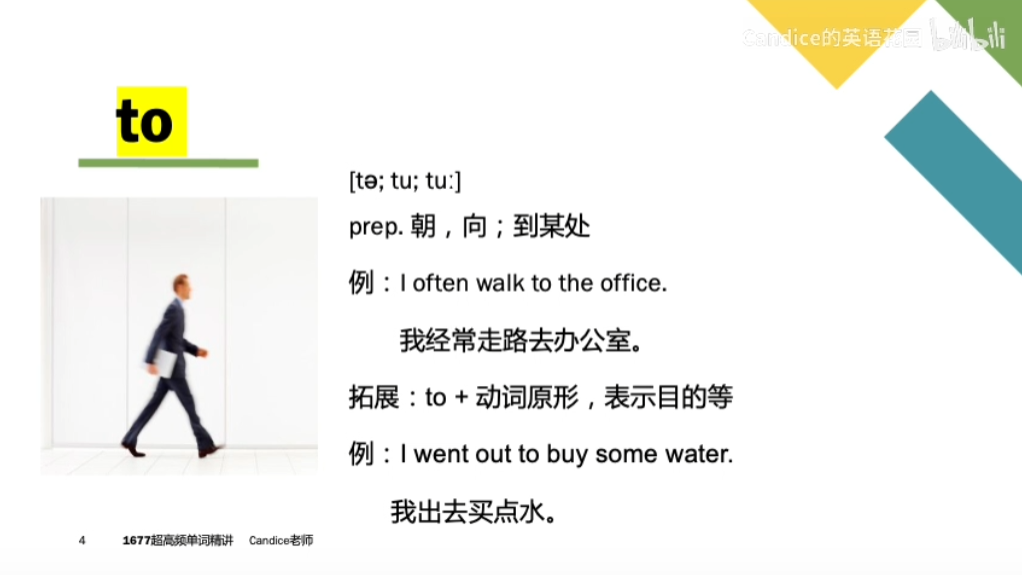 Candice的英语花园 bilibili
to
[tə; tu; tuː]
prep. 朝，向；到某处
例：I often walk to the office.
我经常走路去办公室。
拓展：to + 动词原形，表示目的等
例：I went out to buy some water.
我出去买点水。
4 1677超高频单词精讲 Candice老师